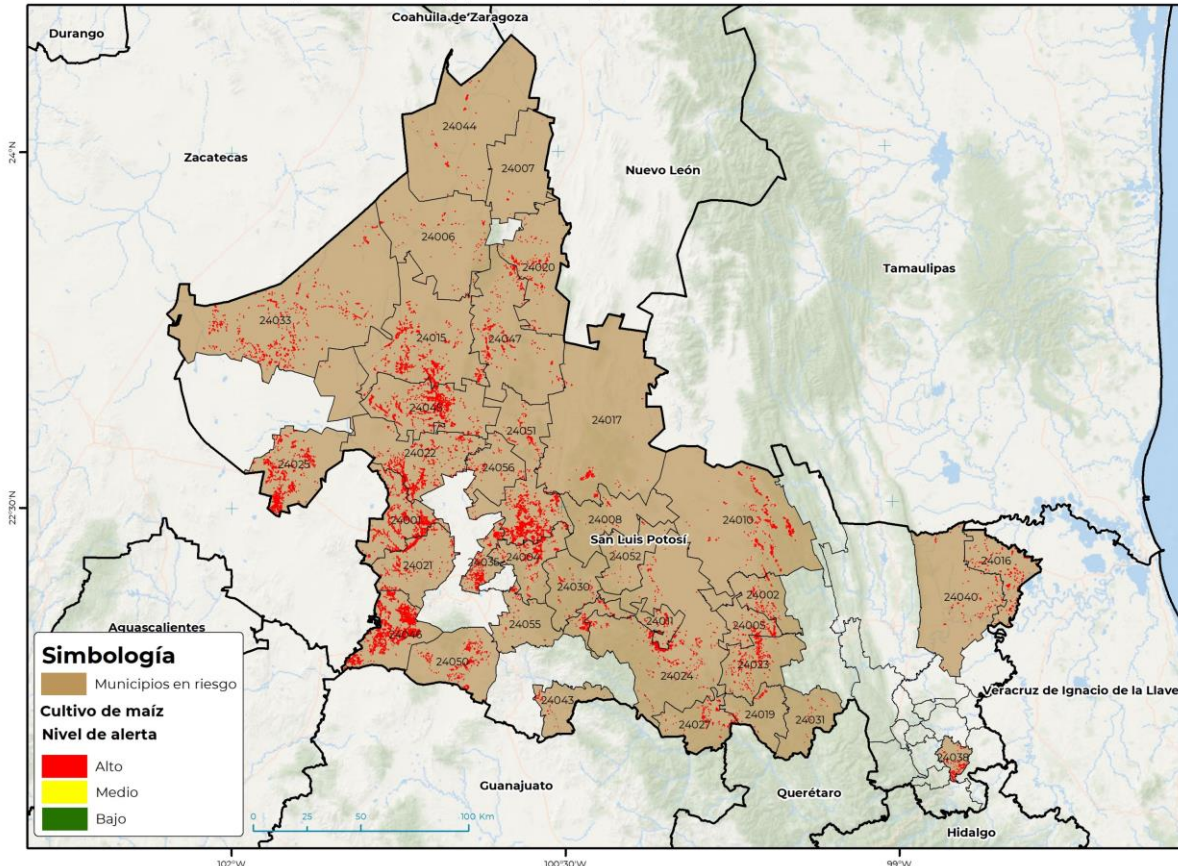 Coahuila de Zaragoza
Durango
24044
24°N
Zacatecas
24007
Nuevo León
24006
24020
Tamaulipas
24033
24015
24047
24017
24051
24022
24025
24056
22°30'N
24008
24010
San Luis Potosí
24052
24016
24021
24030
24002
24040
24011
24005
Aguascalientes
24055
24050
24023
24024
24043
24027
24019
24031
Veracruz de Ignacio de la Llave
24038
Guanajuato
Querétaro
Hidalgo
Simbología
Municipios en riesgo
Cultivo de maíz
Nivel de alerta
Alto
Medio
Bajo
0 25 50 100 Km
102°W
100°30'W
99°W